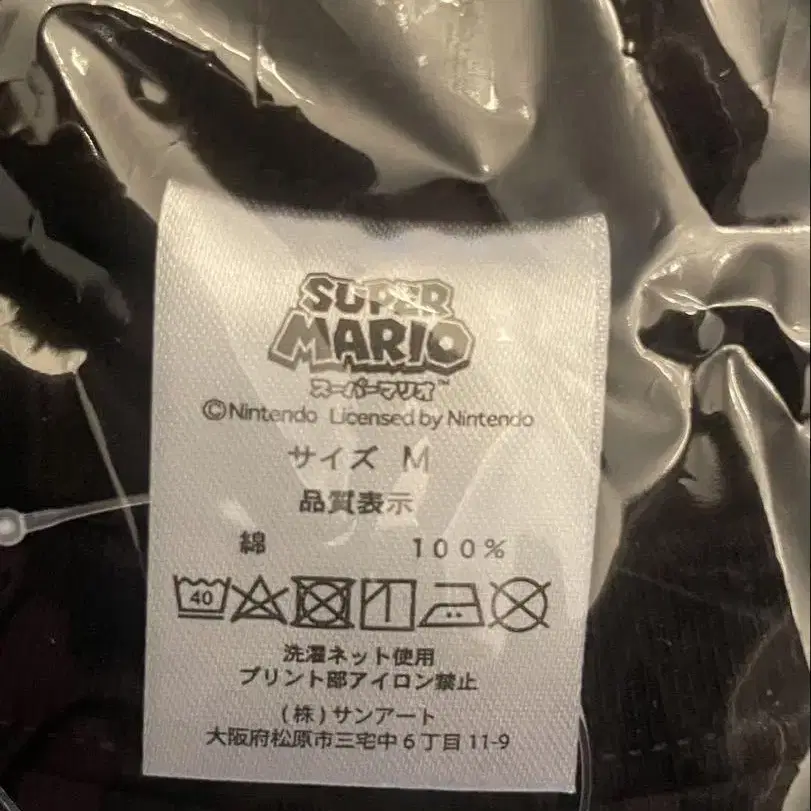 SUPER
MARIO
スーパーマリオ™
©Nintendo Licensed by Nintendo
サイズ M
品質表示
綿 100%
40
洗濯ネット使用
プリント部アイロン禁止
(株)サンアート
大阪府松原市三宅中6丁目11-9